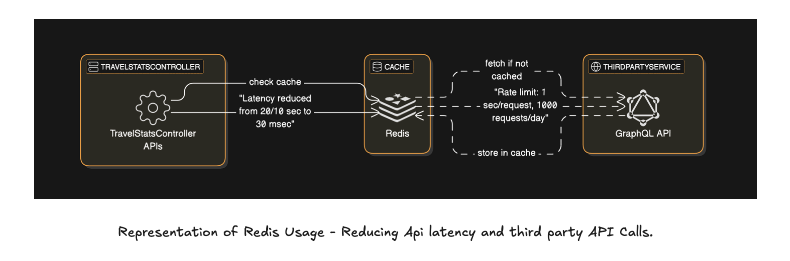 TRAVELSTATSCONTROLLER
check cache
"Latency reduced
from 20/10 sec to
30 msec"
TravelStatsController
APIs
CACHE
Redis
fetch if not
cached
"Rate limit: 1
sec/request, 1000
requests/day"
store in cache
THIRDPARTYSERVICE
GraphQL API
Representation of Redis Usage - Reducing Api latency and third party API Calls.